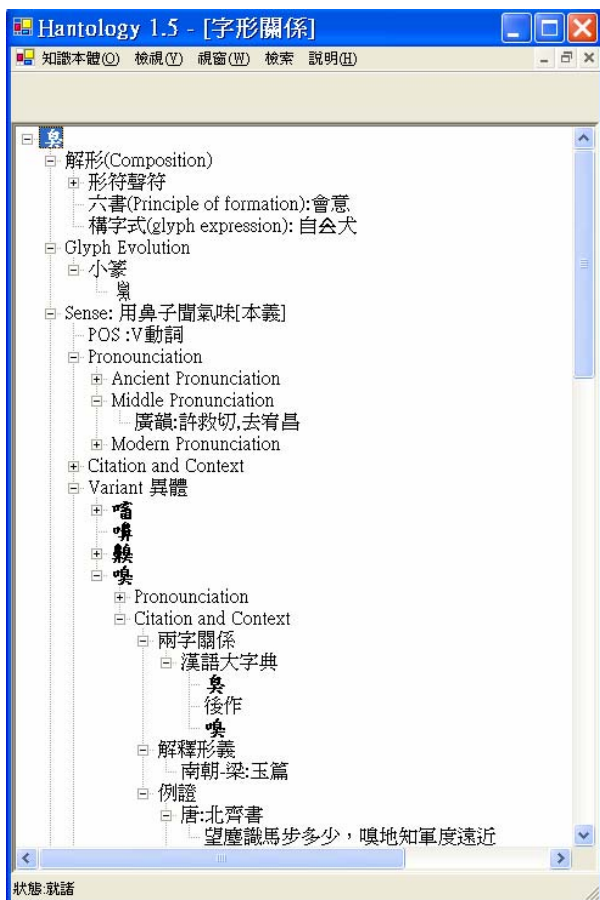 Hantology 1.5 - [字形關係]
知識本體(O) 檢視(Y) 視窗(W) 檢索 說明(H)
臭
解形(Composition)
形符聲符
六書(Principle of formation):會意
構字式(glyph expression): 自亼犬
Glyph Evolution
小篆
臭
Sense: 用鼻子聞氣味[本義]
POS :V動詞
Pronounciation
Ancient Pronunciation
Middle Pronunciation
廣韻:許救切,去宥昌
Modern Pronunciation
Citation and Context
Variant 異體
嗅
Pronounciation
Citation and Context
兩字關係
漢語大字典
臭
後作
嗅
解釋形義
南朝-梁:玉篇
例證
唐:北齊書
望塵識馬步多少，嗅地知軍度遠近
狀態:就諸